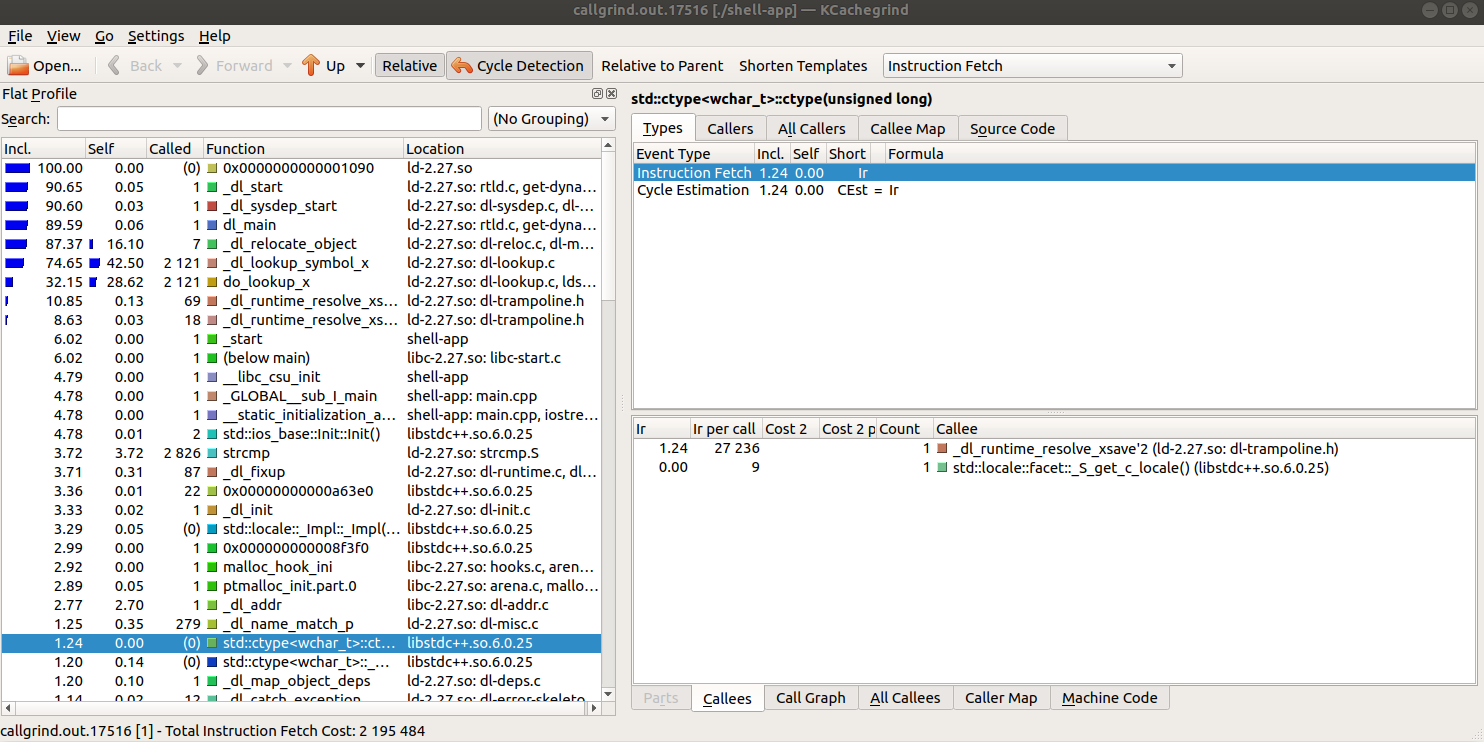 callgrind.out.17516 [./shell-app] — KCachegrind
File View Go Settings Help
Open... Back Forward Up Relative Cycle Detection Relative to Parent Shorten Templates Instruction Fetch
Flat Profile
Search: (No Grouping)
Incl. Self Called Function Location
100.00 0.00 (0) 0x0000000000001090 ld-2.27.so
90.65 0.05 1 _dl_start ld-2.27.so: rtld.c, get-dyna...
90.60 0.03 1 _dl_sysdep_start ld-2.27.so: dl-sysdep.c, dl-...
89.59 0.06 1 dl_main ld-2.27.so: rtld.c, get-dyna...
87.37 16.10 7 _dl_relocate_object ld-2.27.so: dl-reloc.c, dl-m...
74.65 42.50 2 121 _dl_lookup_symbol_x ld-2.27.so: dl-lookup.c
32.15 28.62 2 121 do_lookup_x ld-2.27.so: dl-lookup.c, lds...
10.85 0.13 69 _dl_runtime_resolve_xs... ld-2.27.so: dl-trampoline.h
8.63 0.03 18 _dl_runtime_resolve_xs... ld-2.27.so: dl-trampoline.h
6.02 0.00 1 _start shell-app
6.02 0.00 1 (below main) libc-2.27.so: libc-start.c
4.79 0.00 1 __libc_csu_init shell-app
4.78 0.00 1 _GLOBAL__sub_I_main shell-app: main.cpp
4.78 0.00 1 __static_initialization_a... shell-app: main.cpp, iostre...
4.78 0.01 2 std::ios_base::Init::Init() libstdc++.so.6.0.25
3.72 3.72 2 826 strcmp ld-2.27.so: strcmp.S
3.71 0.31 87 _dl_fixup ld-2.27.so: dl-runtime.c, dl...
3.36 0.01 22 0x00000000000a63e0 libstdc++.so.6.0.25
3.33 0.02 1 _dl_init ld-2.27.so: dl-init.c
3.29 0.05 (0) std::locale::_Impl::_Impl(... libstdc++.so.6.0.25
2.99 0.00 1 0x000000000008f3f0 libstdc++.so.6.0.25
2.92 0.00 1 malloc_hook_ini libc-2.27.so: hooks.c, aren...
2.89 0.05 1 ptmalloc_init.part.0 libc-2.27.so: arena.c, mallo...
2.77 2.70 1 _dl_addr libc-2.27.so: dl-addr.c
1.25 0.35 279 _dl_name_match_p ld-2.27.so: dl-misc.c
1.24 0.00 (0) std::ctype<wchar_t>::ct... libstdc++.so.6.0.25
1.20 0.14 (0) std::ctype<wchar_t>::_... libstdc++.so.6.0.25
1.20 0.10 1 _dl_map_object_deps ld-2.27.so: dl-deps.c
1.14 0.02 12 _dl_catch_exception ld-2.27.so: dl-error-skeleto...
std::ctype<wchar_t>::ctype(unsigned long)
Types Callers All Callers Callee Map Source Code
Event Type Incl. Self Short Formula
Instruction Fetch 1.24 0.00 Ir
Cycle Estimation 1.24 0.00 CEst = Ir
Ir Ir per call Cost 2 Cost 2 p Count Callee
1.24 27 236 1 _dl_runtime_resolve_xsave'2 (ld-2.27.so: dl-trampoline.h)
0.00 9 1 std::locale::facet::_S_get_c_locale() (libstdc++.so.6.0.25)
Parts Callees Call Graph All Callees Caller Map Machine Code
callgrind.out.17516 [1] - Total Instruction Fetch Cost: 2 195 484